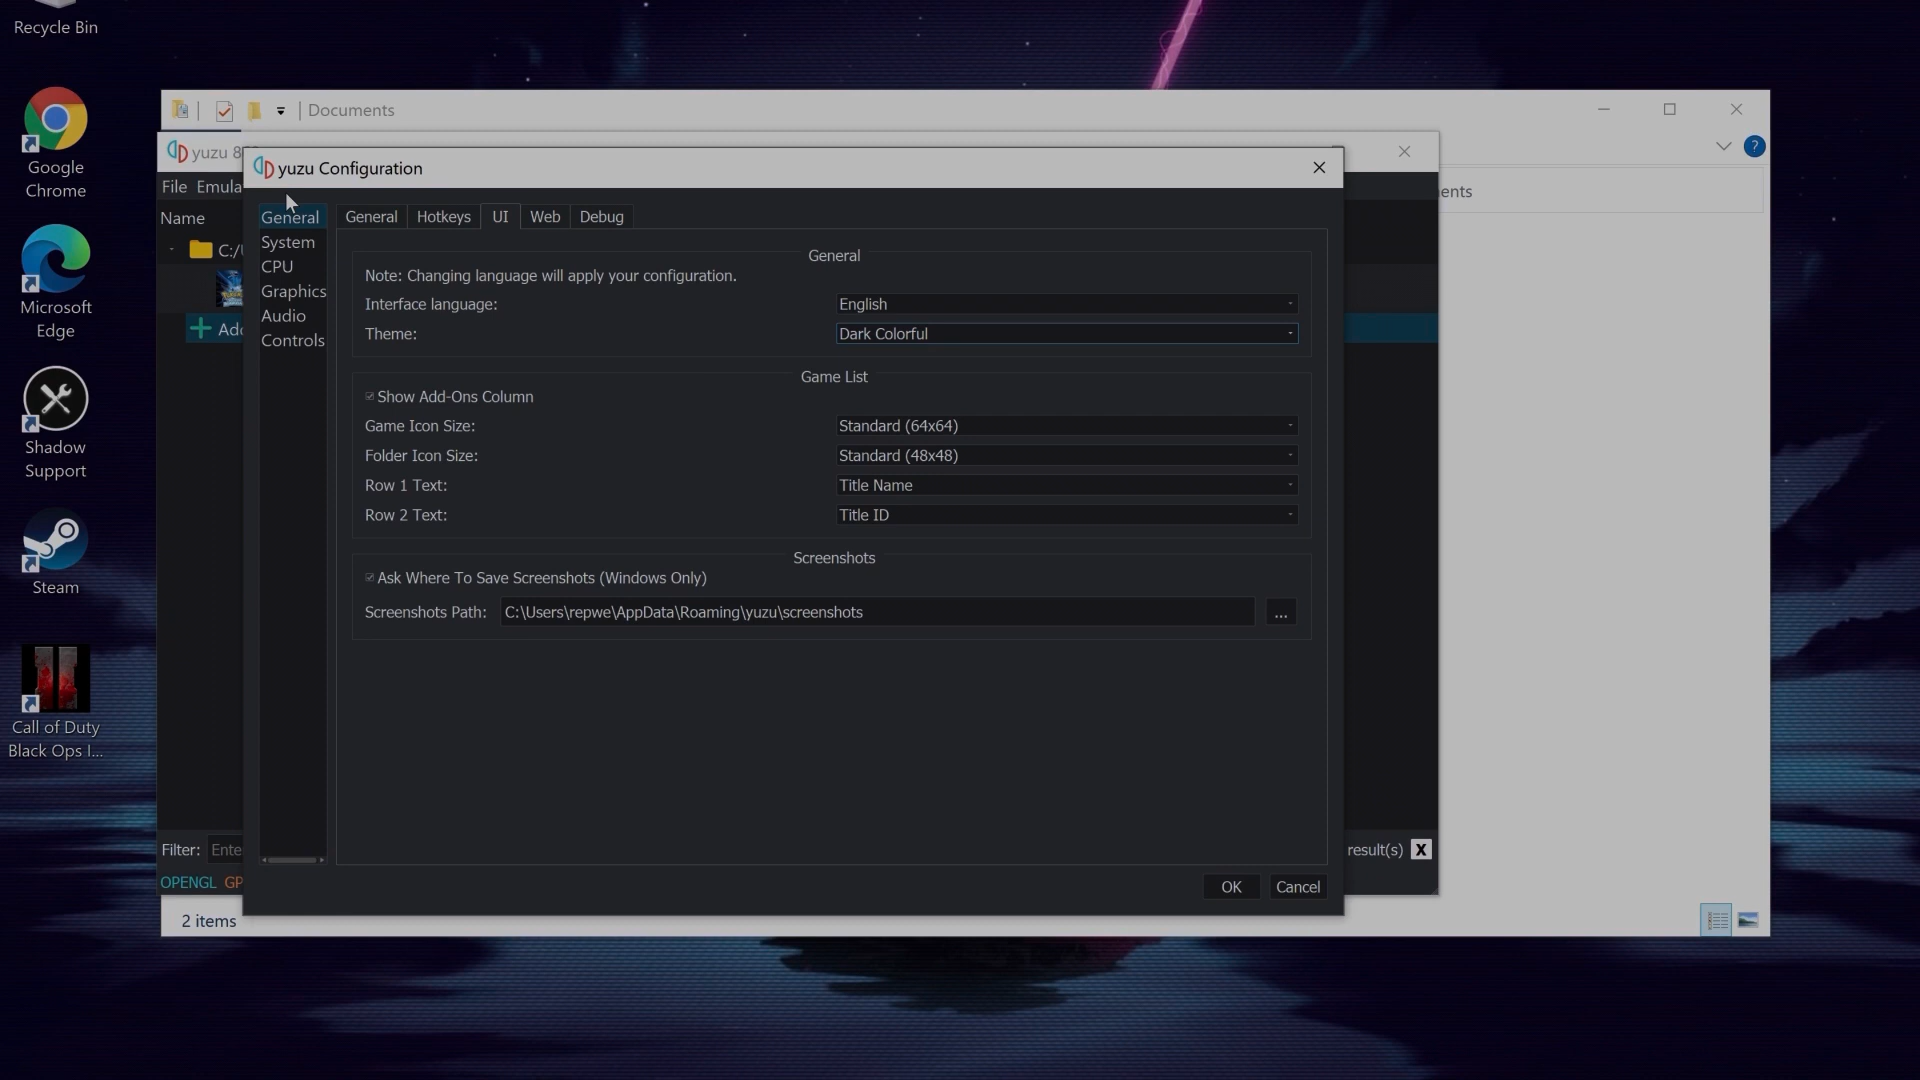 Recycle Bin
Google
Chrome
Microsoft
Edge
Shadow
Support
Steam
Call of Duty
Black Ops I...
Documents
yuzu 8
ents
File Emula
Name
C:/U
Add
Filter: Ente
result(s) X
OPENGL GP
2 items
yuzu Configuration
General
System
CPU
Graphics
Audio
Controls
General Hotkeys UI Web Debug
General
Note: Changing language will apply your configuration.
Interface language: English
Theme: Dark Colorful
Game List
Show Add-Ons Column
Game Icon Size: Standard (64x64)
Folder Icon Size: Standard (48x48)
Row 1 Text: Title Name
Row 2 Text: Title ID
Screenshots
Ask Where To Save Screenshots (Windows Only)
Screenshots Path: C:\Users\repwe\AppData\Roaming\yuzu\screenshots ...
OK Cancel